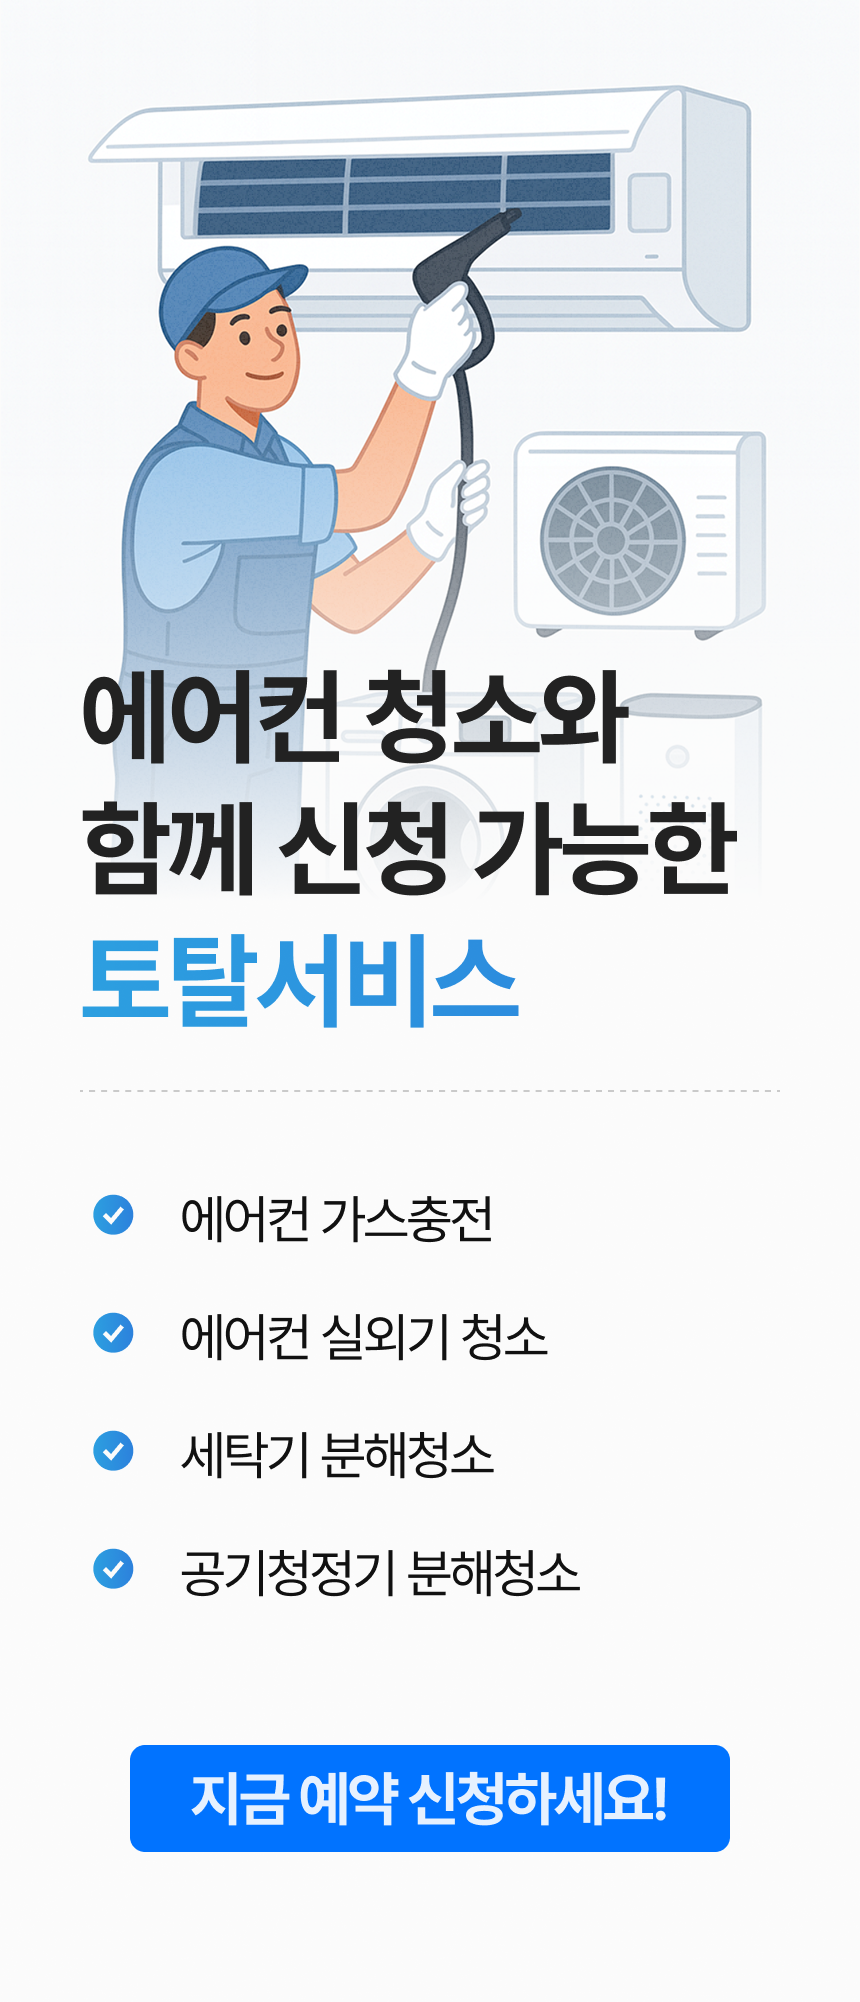 에어컨 청소와
함께 신청 가능한
토탈서비스
에어컨 가스충전
에어컨 실외기 청소
세탁기 분해청소
공기청정기 분해청소
지금 예약 신청하세요!